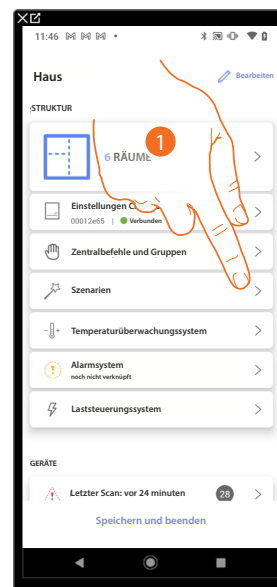 11:46
Haus
Bearbeiten
STRUKTUR
6 RÄUME
1
Einstellungen
00012e65 | Verbunden
Zentralbefehle und Gruppen
Szenarien
Temperaturüberwachungssystem
Alarmsystem
noch nicht verknüpft
Laststeuerungssystem
GERÄTE
Letzter Scan: vor 24 minuten
28
Speichern und beenden